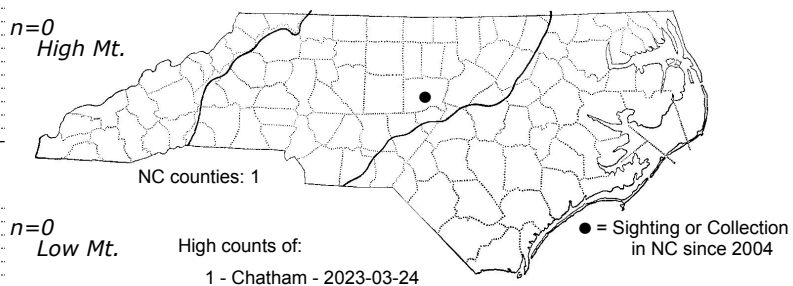 n=0
High Mt.
NC counties: 1
n=0
Low Mt.
High counts of:
1 - Chatham - 2023-03-24
● = Sighting or Collection
in NC since 2004